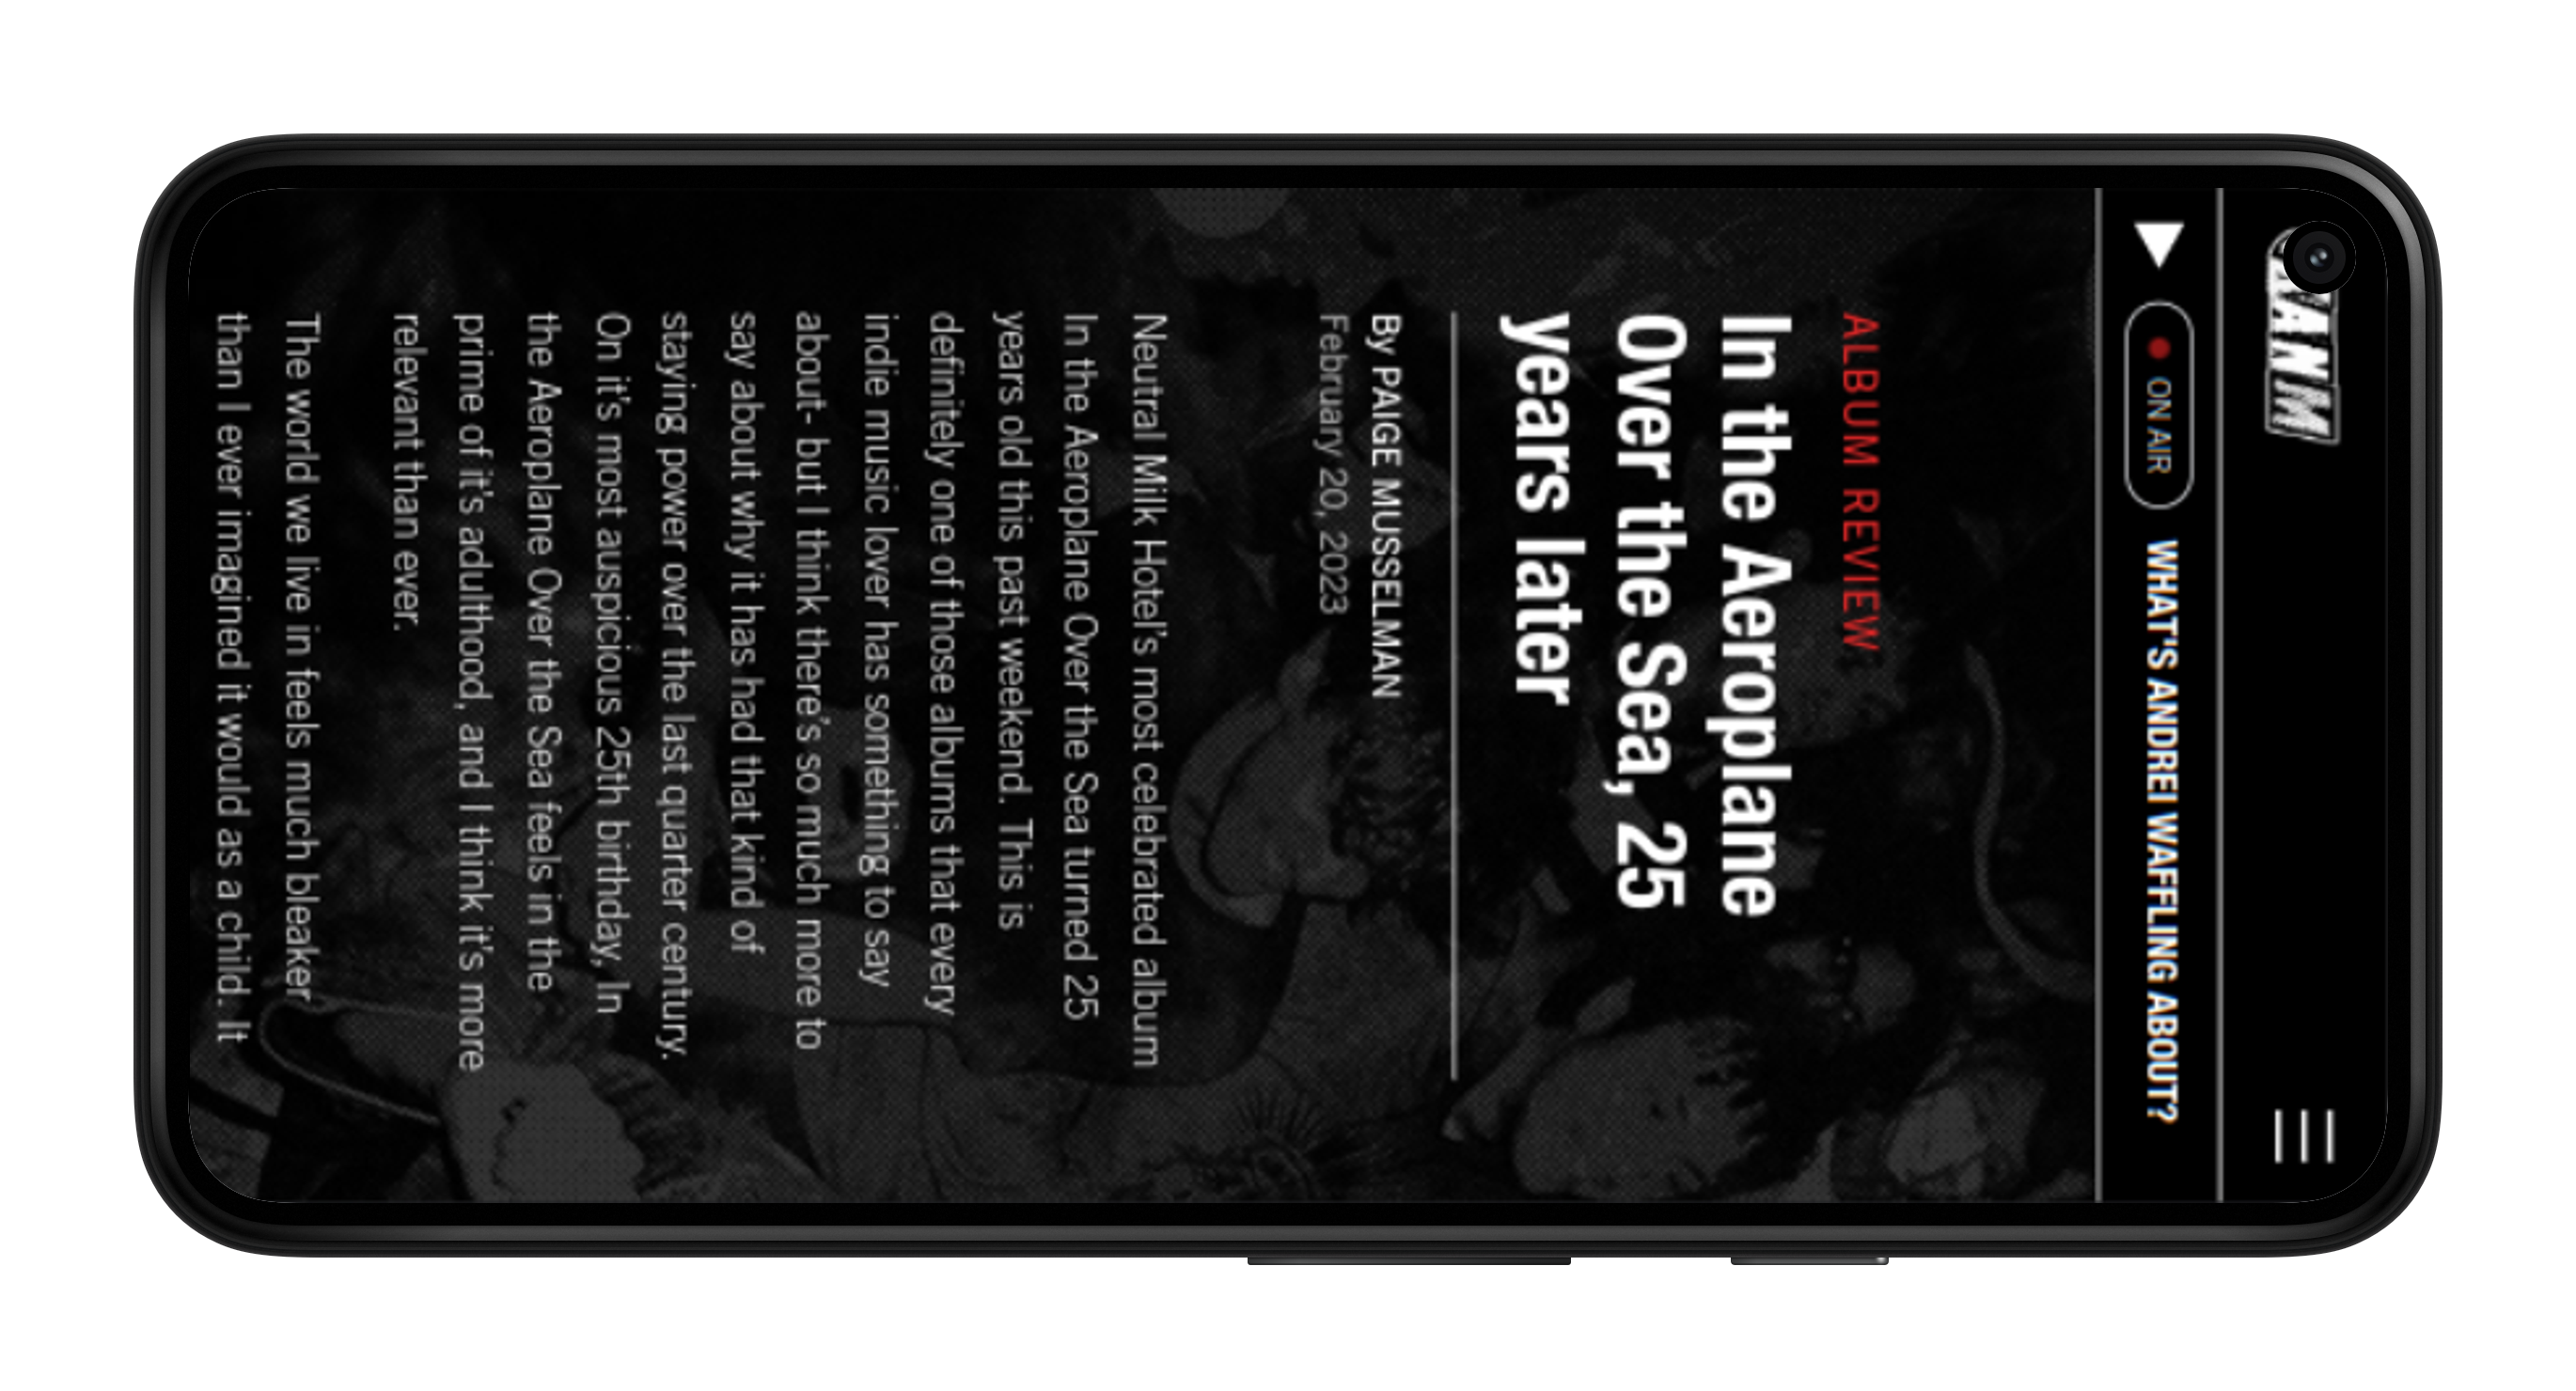 ON AIR WHAT'S ANDREI WAFFLING ABOUT?
ALBUM REVIEW
In the Aeroplane
Over the Sea, 25
years later
By PAIGE MUSSELMAN
February 20, 2023
Neutral Milk Hotel's most celebrated album
In the Aeroplane Over the Sea turned 25
years old this past weekend. This is
definitely one of those albums that every
indie music lover has something to say
about- but I think there's so much more to
say about why it has had that kind of
staying power over the last quarter century.
On it's most auspicious 25th birthday, In
the Aeroplane Over the Sea feels in the
prime of it's adulthood, and I think it's more
relevant than ever.
The world we live in feels much bleaker
than I ever imagined it would as a child. It